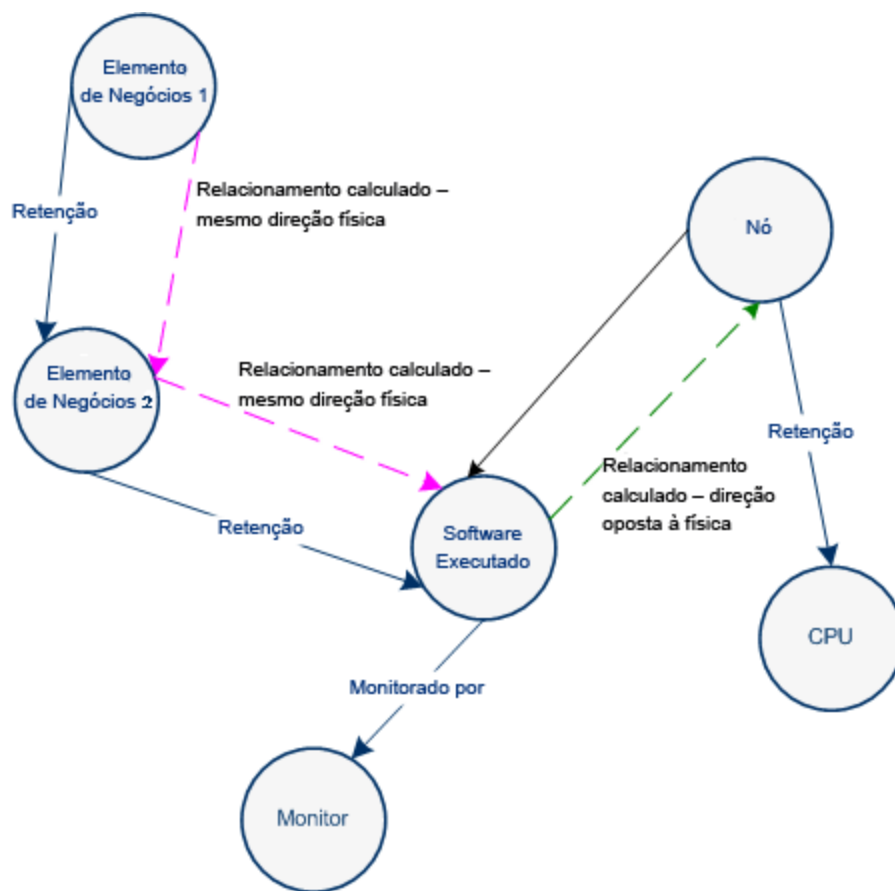 Elemento
de Negócios 1
Relacionamento calculado –
mesmo direção física
Retenção
Nó
Elemento
de Negócios 2
Relacionamento calculado –
mesmo direção física
Retenção
Relacionamento
calculado – direção
oposta à física
Retenção
Software
Executado
CPU
Monitorado por
Monitor